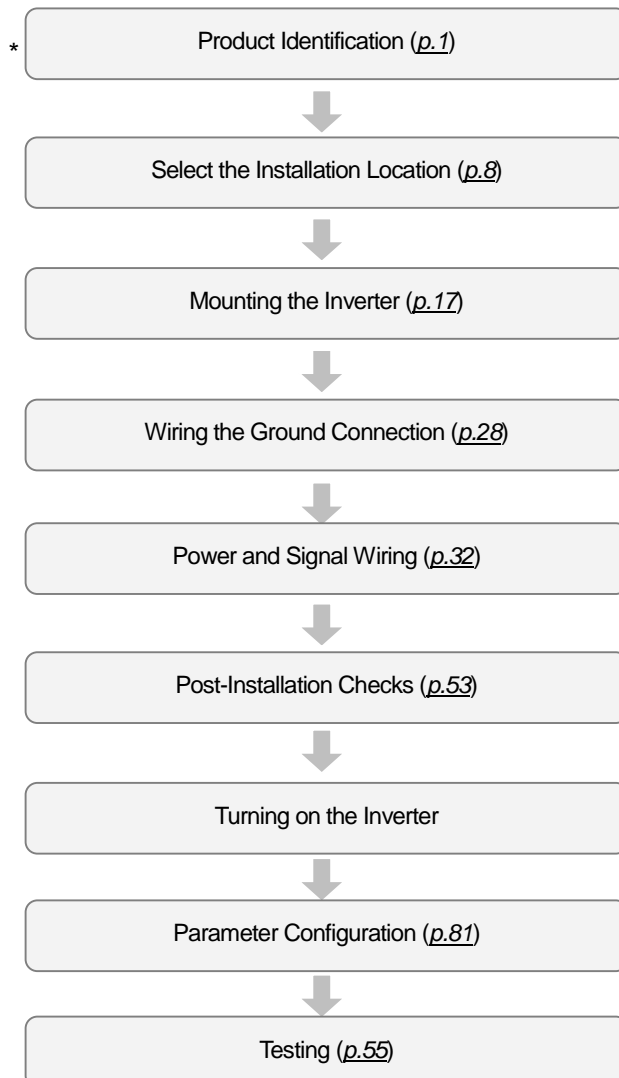 * Product Identification (p.1)
Select the Installation Location (p.8)
Mounting the Inverter (p.17)
Wiring the Ground Connection (p.28)
Power and Signal Wiring (p.32)
Post-Installation Checks (p.53)
Turning on the Inverter
Parameter Configuration (p.81)
Testing (p.55)